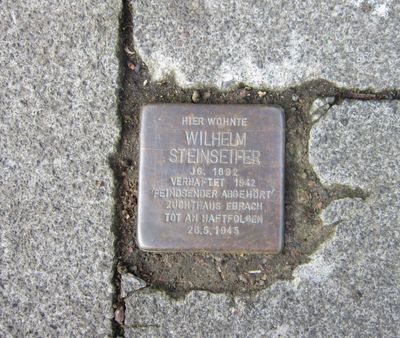 HIER WOHNTE
WILHELM
STEINSEIFER
JG. 1892
VERHAFTET 1942
'FEINDSENDER ABGEHÖRT'
ZUCHTHAUS EBRACH
TOT AN HAFTFOLGEN
26.5.1945